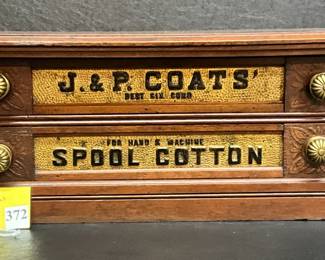 J. & P. COATS'
BEST SIX CORD
FOR HAND & MACHINE
SPOOL COTTON
372